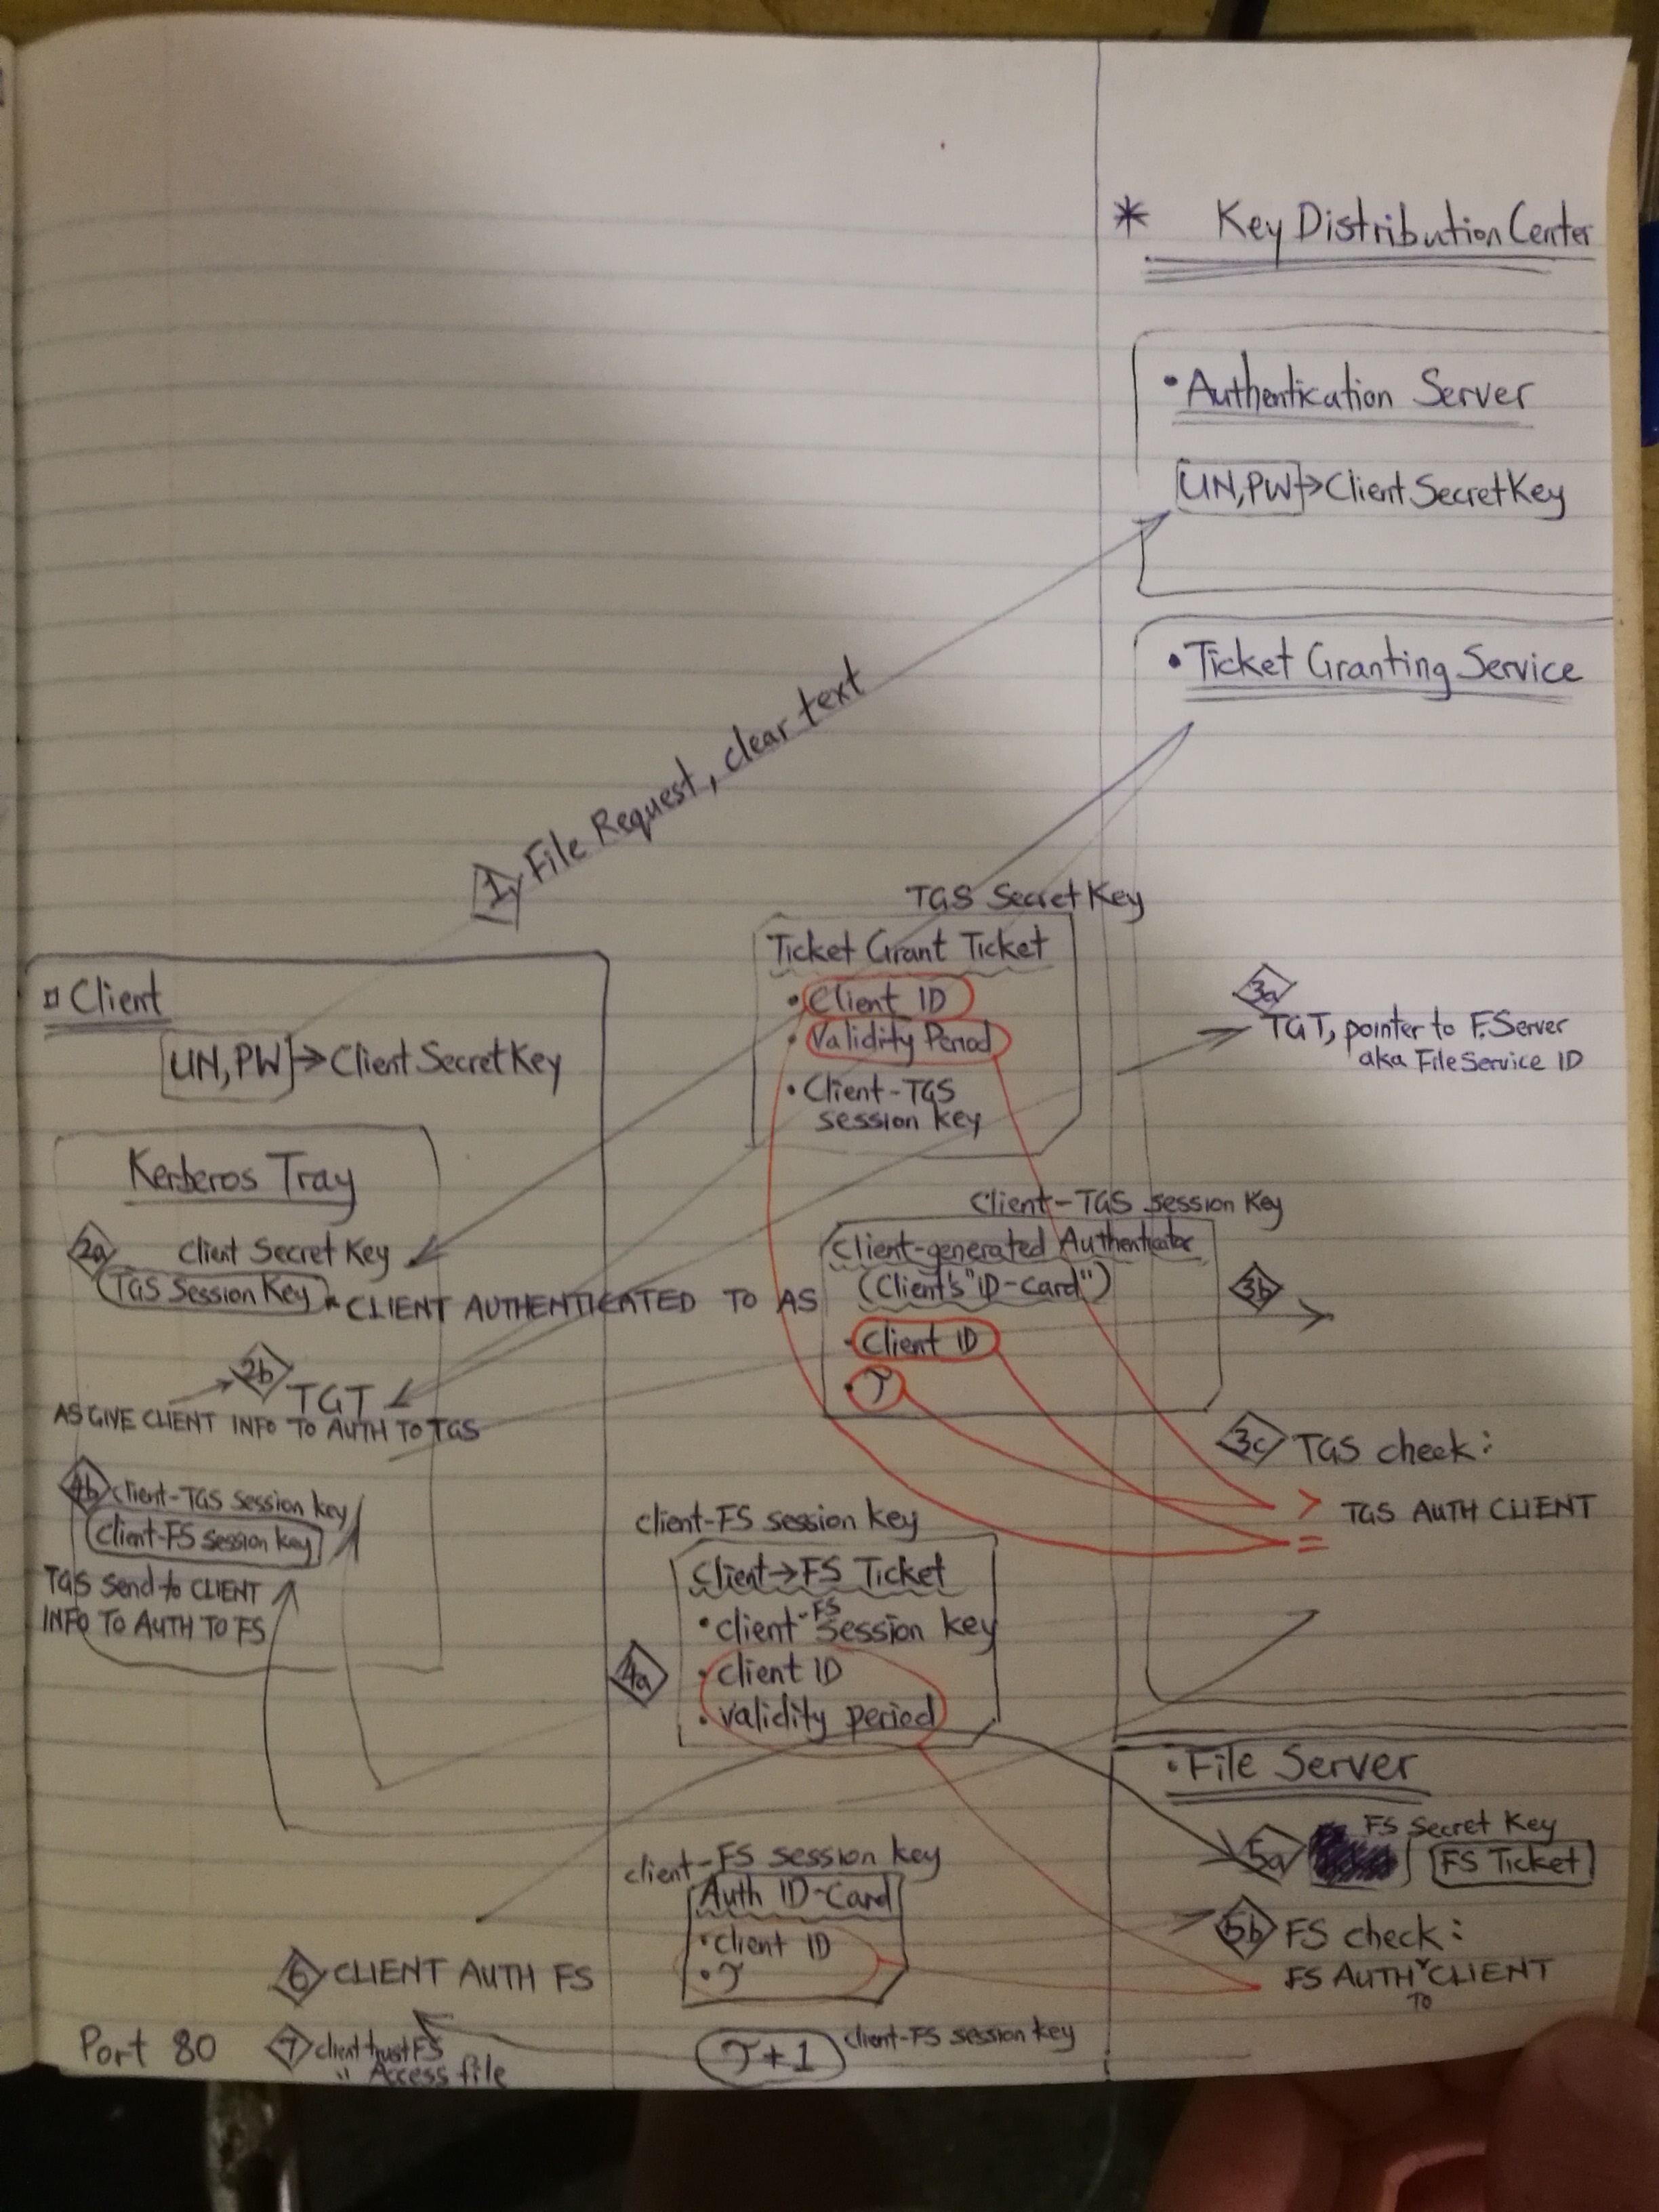 * Key Distribution Center
• Authentication Server
UN, PW → Client Secret Key
• Ticket Granting Service
1 File Request, clear text
TGS Secret Key
Ticket Grant Ticket
• Client ID
• Validity Period
• Client-TGS
session key
3a
TGT, pointer to F.Server
aka FileService ID
Client
UN, PW → Client Secret Key
Kerberos Tray
2a Client Secret Key
TGS Session Key
CLIENT AUTHENTICATED TO AS
2b TGT
AS GIVE CLIENT INFO TO AUTH TO TGS
Client-TGS session Key
Client-generated Authenticator
(Client's "ID-Card")
• Client ID
• T
3b
3c TGS check:
> TGS AUTH CLIENT
=
4b client-TGS session key
client-FS session key
TGS send to CLIENT
INFO TO AUTH TO FS
client-FS session key
Client→FS Ticket
• client-FS session key
• client ID
• validity period
4a
• File Server
5a FS Secret Key
FS Ticket
5b FS check:
FS AUTH TO CLIENT
client-FS session key
Auth ID-Card
• client ID
• T
6 CLIENT AUTH FS
T+1 client-FS session key
Port 80
7 client trust FS
" Access file